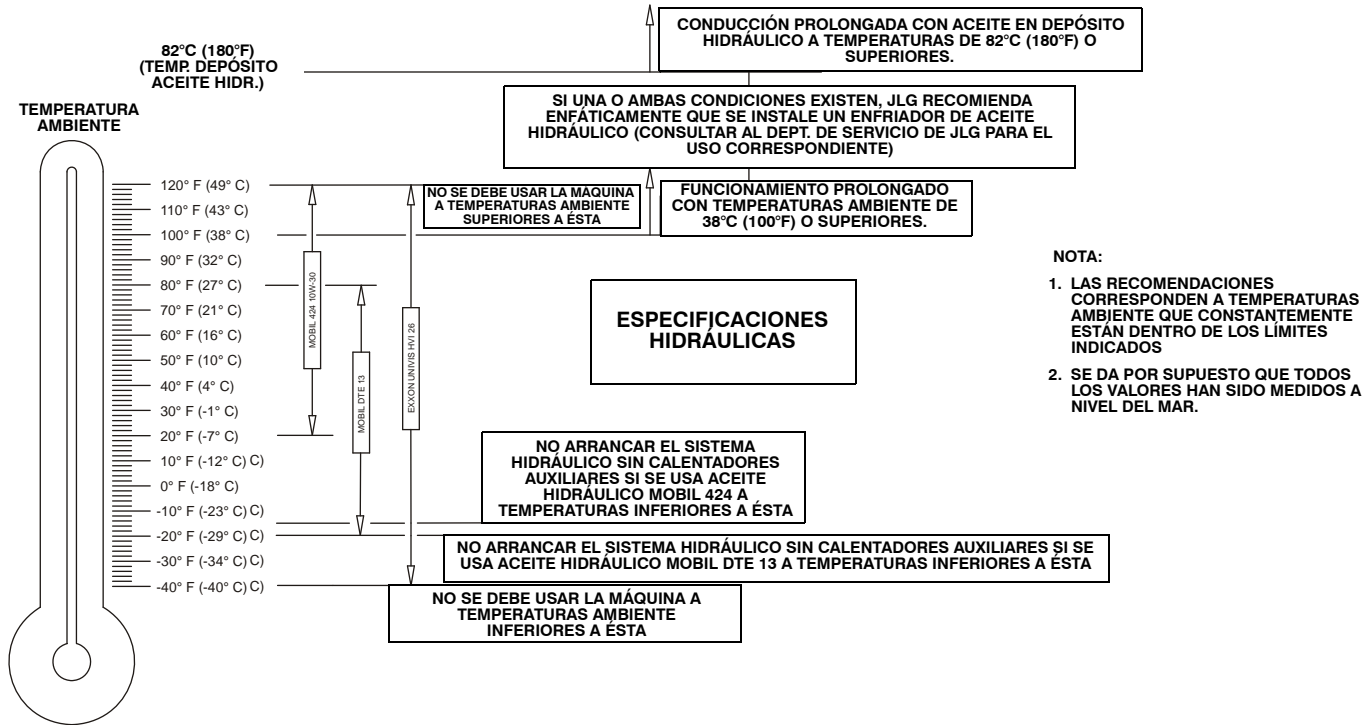 82°C (180°F)
(TEMP. DEPÓSITO
ACEITE HIDR.)
CONDUCCIÓN PROLONGADA CON ACEITE EN DEPÓSITO
HIDRÁULICO A TEMPERATURAS DE 82°C (180°F) O
SUPERIORES.
SI UNA O AMBAS CONDICIONES EXISTEN, JLG RECOMIENDA
ENFÁTICAMENTE QUE SE INSTALE UN ENFRIADOR DE ACEITE
HIDRÁULICO (CONSULTAR AL DEPT. DE SERVICIO DE JLG PARA EL
USO CORRESPONDIENTE)
TEMPERATURA
AMBIENTE
120° F (49° C)
110° F (43° C)
100° F (38° C)
90° F (32° C)
80° F (27° C)
70° F (21° C)
60° F (16° C)
50° F (10° C)
40° F (4° C)
30° F (-1° C)
20° F (-7° C)
10° F (-12° C) C)
0° F (-18° C)
-10° F (-23° C) C)
-20° F (-29° C) C)
-30° F (-34° C) C)
-40° F (-40° C) C)
MOBIL 424 10W-30
MOBIL DTE 13
EXXON UNIVIS HVI 26
NO SE DEBE USAR LA MÁQUINA
A TEMPERATURAS AMBIENTE
SUPERIORES A ÉSTA
FUNCIONAMIENTO PROLONGADO
CON TEMPERATURAS AMBIENTE DE
38°C (100°F) O SUPERIORES.
ESPECIFICACIONES
HIDRÁULICAS
NOTA:
1. LAS RECOMENDACIONES
CORRESPONDEN A TEMPERATURAS
AMBIENTE QUE CONSTANTEMENTE
ESTÁN DENTRO DE LOS LÍMITES
INDICADOS
2. SE DA POR SUPUESTO QUE TODOS
LOS VALORES HAN SIDO MEDIDOS A
NIVEL DEL MAR.
NO ARRANCAR EL SISTEMA
HIDRÁULICO SIN CALENTADORES
AUXILIARES SI SE USA ACEITE
HIDRÁULICO MOBIL 424 A
TEMPERATURAS INFERIORES A ÉSTA
NO ARRANCAR EL SISTEMA HIDRÁULICO SIN CALENTADORES AUXILIARES SI SE
USA ACEITE HIDRÁULICO MOBIL DTE 13 A TEMPERATURAS INFERIORES A ÉSTA
NO SE DEBE USAR LA MÁQUINA A
TEMPERATURAS AMBIENTE
INFERIORES A ÉSTA